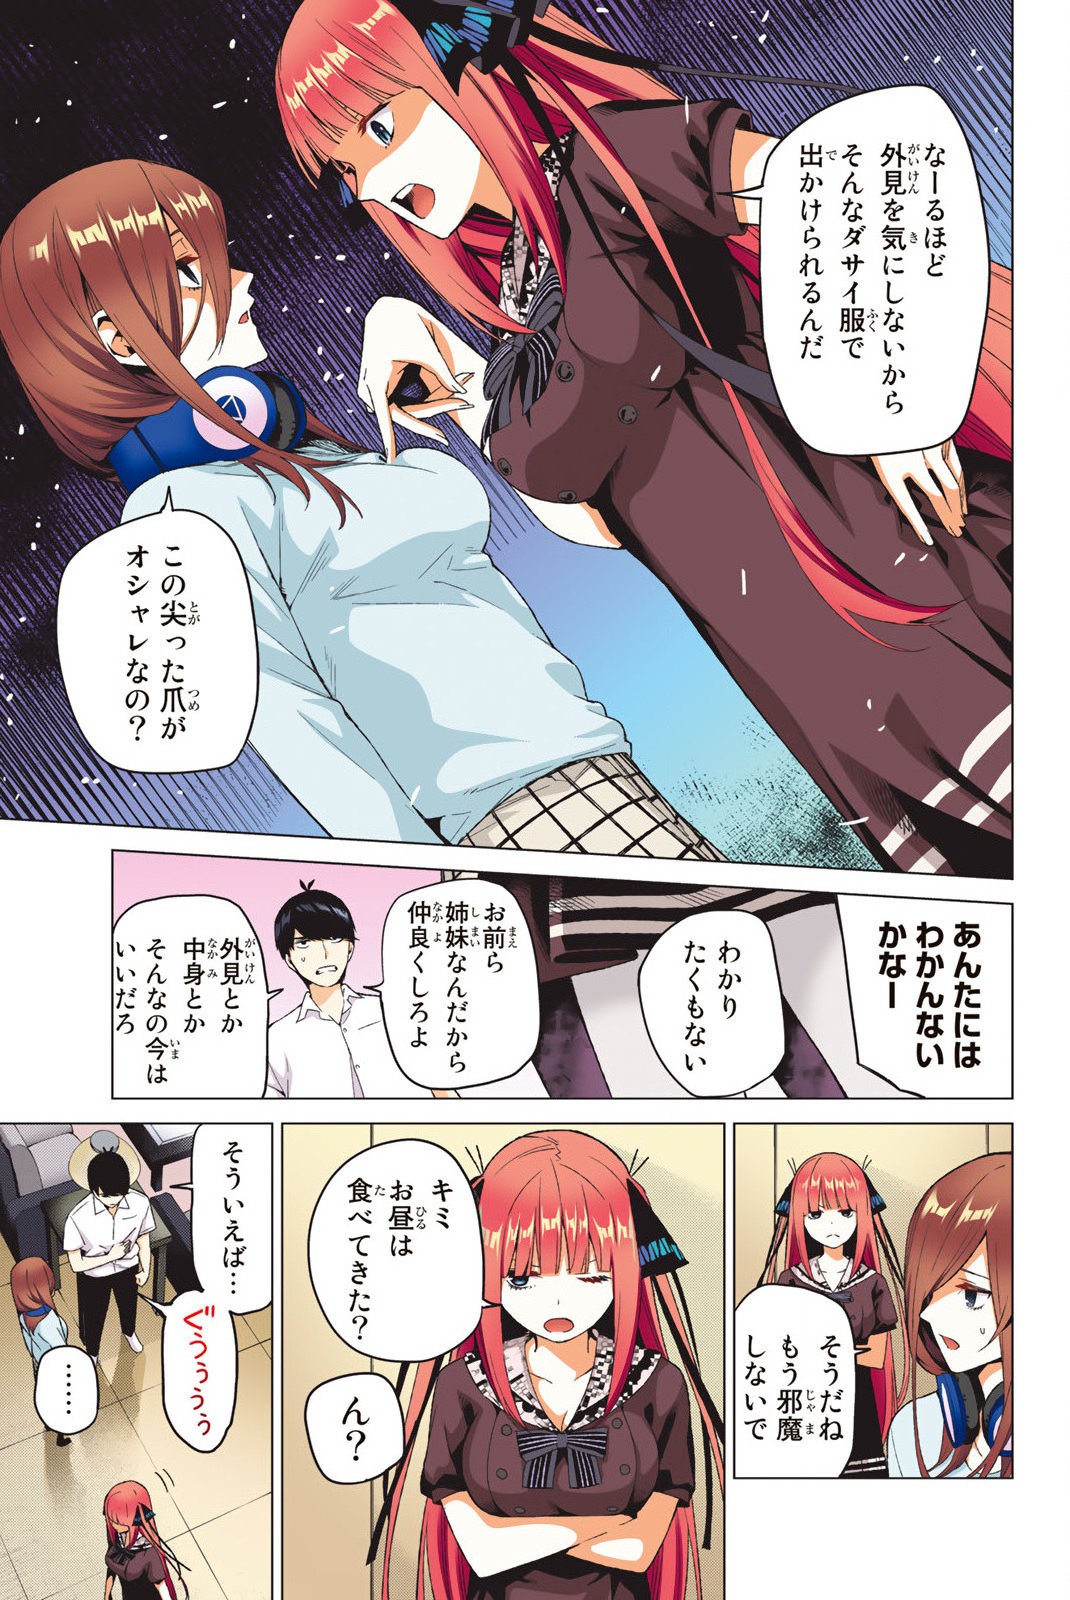 なーるほど
外見を気にしないから
そんなダサイ服で
出かけられるんだ
この尖った爪が
オシャレなの？
あんたには
わかんない
かなー
わかり
たくもない
お前ら
姉妹なんだから
仲良くしろよ
外見とか
中身とか
そんなの今は
いいだろ
そうだね
もう邪魔
しないで
キミ
お昼は
食べてきた？
ん？
そういえば…
ぐぅぅぅぅ
……